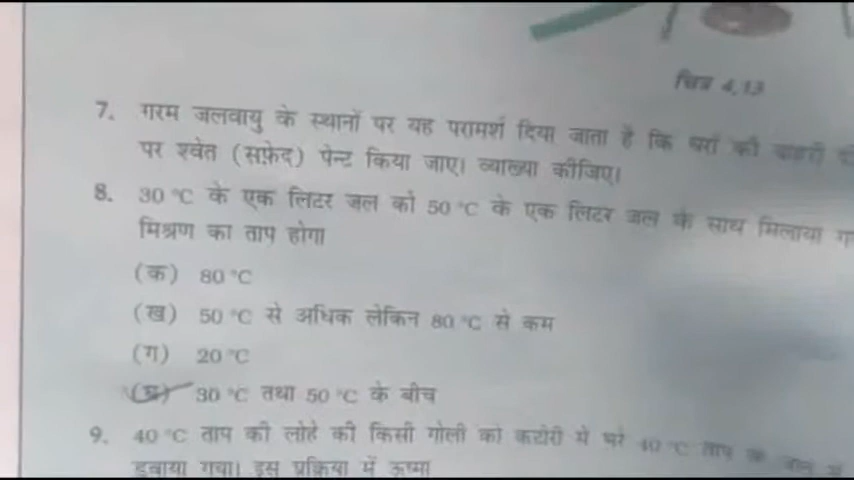 चित्र 4.13
7. गरम जलवायु के स्थानों पर यह परामर्श दिया जाता है कि घरों की बाहरी
पर श्वेत (सफ़ेद) पेन्ट किया जाए। व्याख्या कीजिए।
8. 30 °C के एक लिटर जल को 50 °C के एक लिटर जल के साथ मिलाया
मिश्रण का ताप होगा
(क) 80 °C
(ख) 50 °C से अधिक लेकिन 80 °C से कम
(ग) 20 °C
(घ) 30 °C तथा 50 °C के बीच
9. 40 °C ताप की लोहे की किसी गोली को कटोरी में भरे 40 °C ताप के जल में
डुबाया गया। इस प्रक्रिया में ऊष्मा